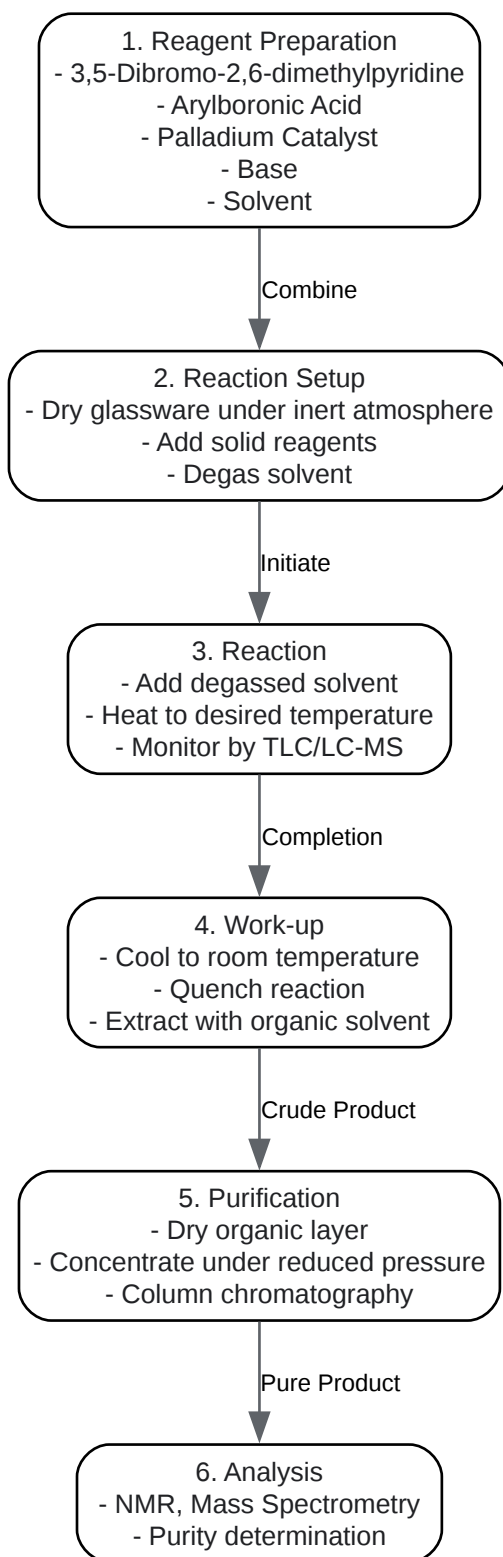 1. Reagent Preparation
- 3,5-Dibromo-2,6-dimethylpyridine
- Arylboronic Acid
- Palladium Catalyst
- Base
- Solvent
Combine
2. Reaction Setup
- Dry glassware under inert atmosphere
- Add solid reagents
- Degas solvent
Initiate
3. Reaction
- Add degassed solvent
- Heat to desired temperature
- Monitor by TLC/LC-MS
Completion
4. Work-up
- Cool to room temperature
- Quench reaction
- Extract with organic solvent
Crude Product
5. Purification
- Dry organic layer
- Concentrate under reduced pressure
- Column chromatography
Pure Product
6. Analysis
- NMR, Mass Spectrometry
- Purity determination